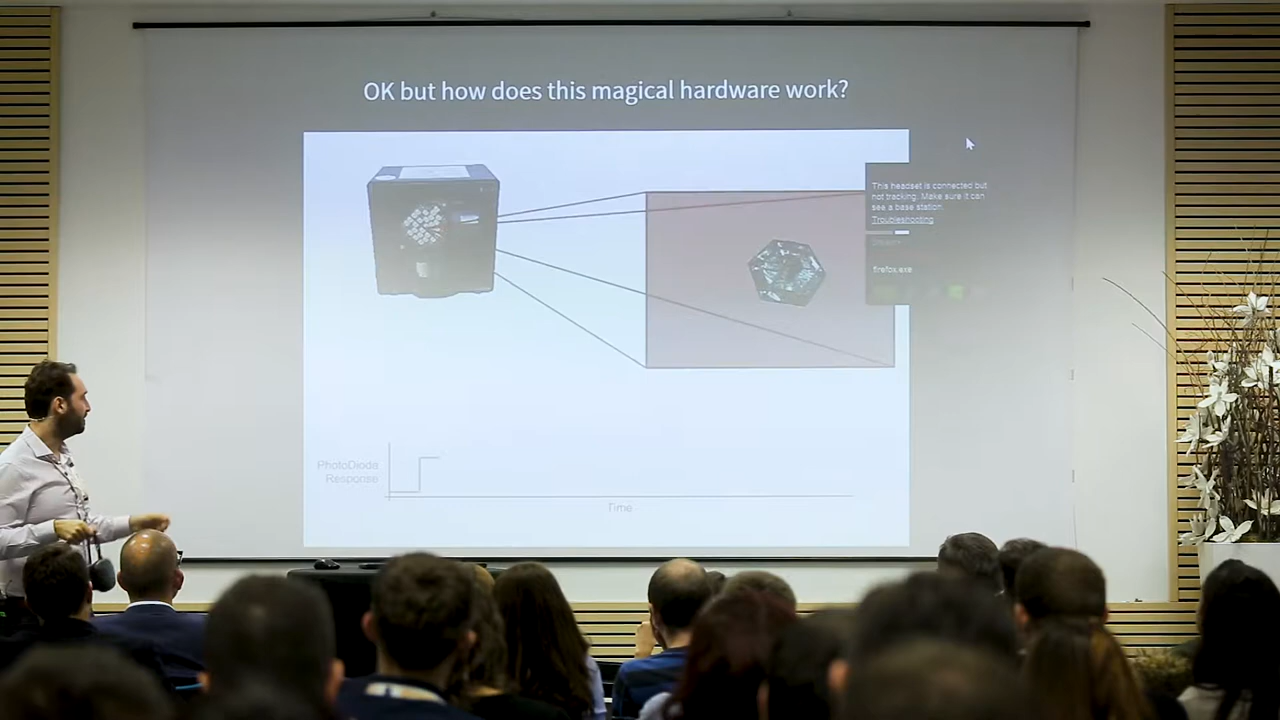 OK but how does this magical hardware work?
This headset is connected but
not tracking. Make sure it can
see a base station.
Troubleshooting
firefox.exe
PhotoDiode
Response
Time